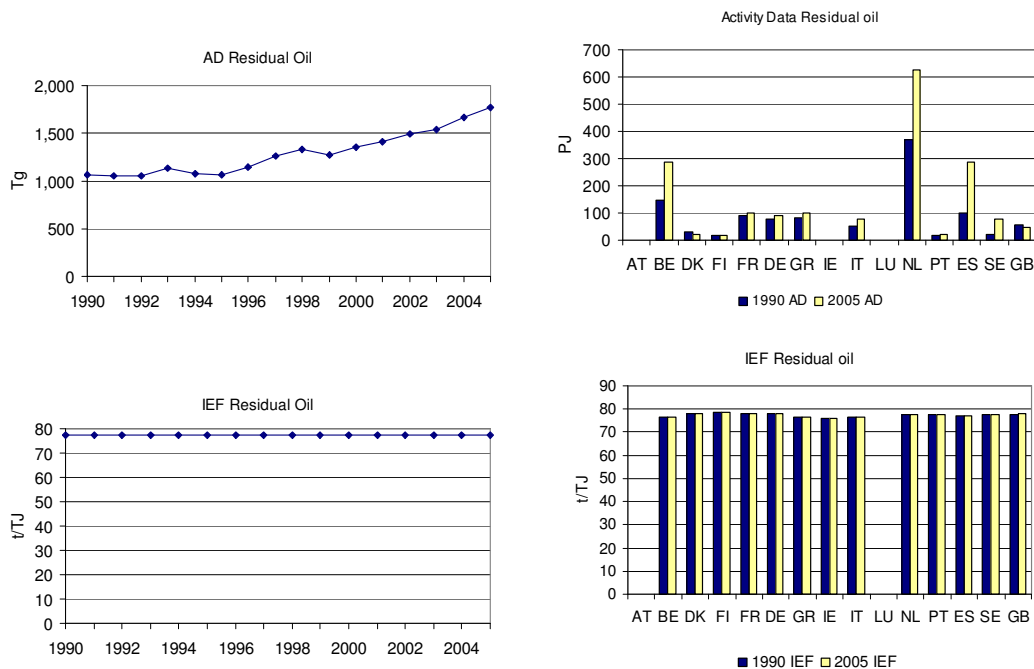 AD Residual Oil
2,000
1,500
1,000
500
0
Tg
1990 1992 1994 1996 1998 2000 2002 2004
Activity Data Residual oil
700
600
500
400
300
200
100
0
PJ
AT BE DK FI FR DE GR IE IT LU NL PT ES SE GB
1990 AD 2005 AD
IEF Residual Oil
80
70
60
50
40
30
20
10
0
t/TJ
1990 1992 1994 1996 1998 2000 2002 2004
IEF Residual oil
90
80
70
60
50
40
30
20
10
0
t/TJ
AT BE DK FI FR DE GR IE IT LU NL PT ES SE GB
1990 IEF 2005 IEF